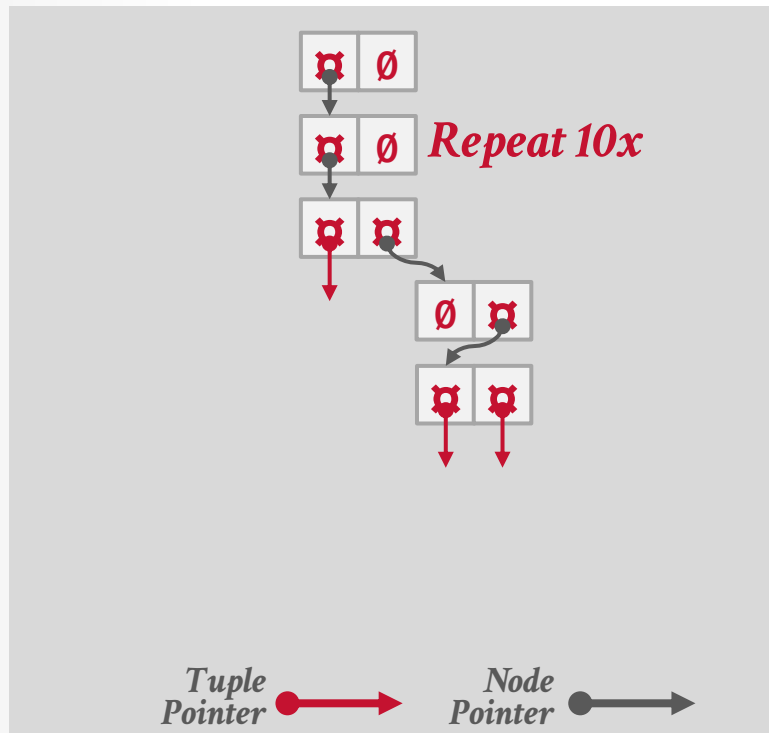 ¤ Ø
¤ Ø Repeat 10x
¤ ¤
Ø ¤
¤ ¤
Tuple
Pointer
Node
Pointer